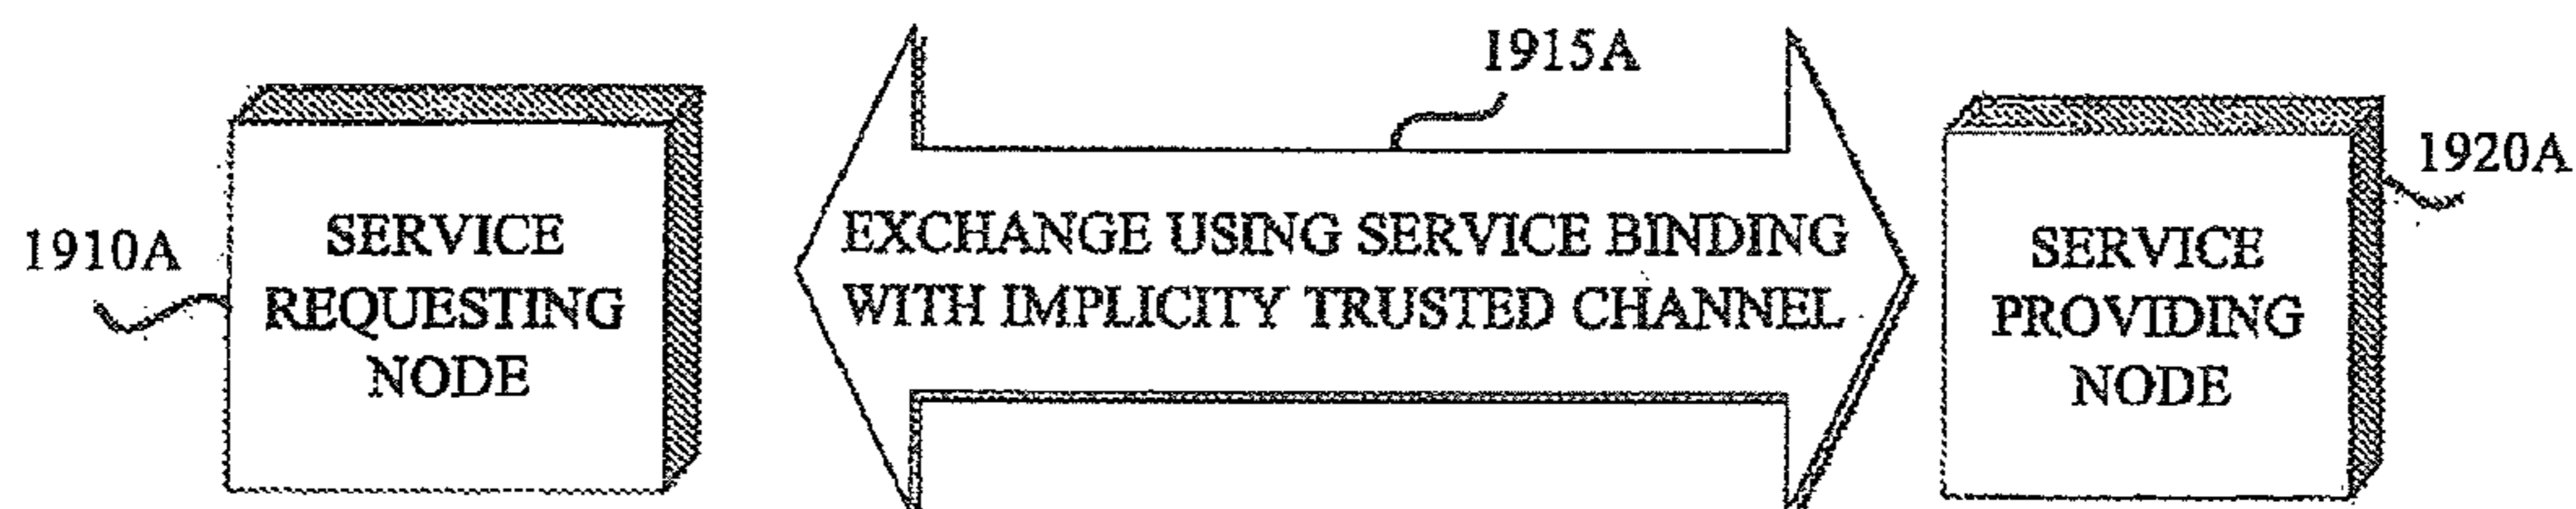 1915A
1920A
1910A
SERVICE
REQUESTING
NODE
EXCHANGE USING SERVICE BINDING
WITH IMPLICITY TRUSTED CHANNEL
SERVICE
PROVIDING
NODE